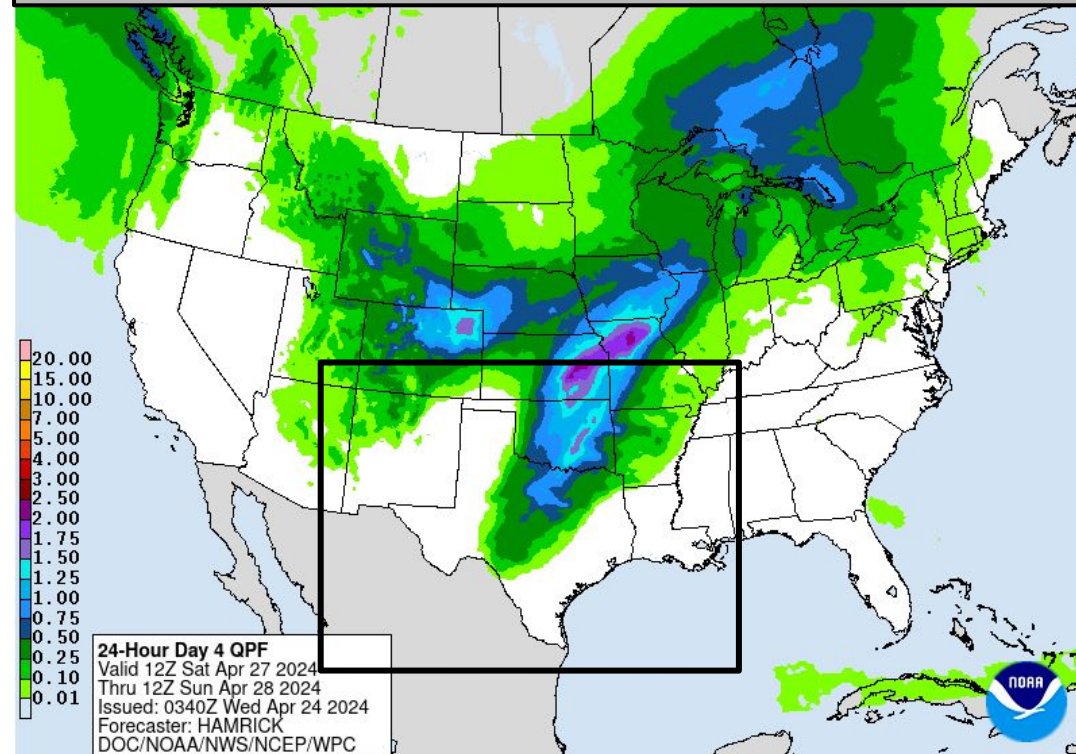 20.00
15.00
10.00
7.00
5.00
4.00
3.00
2.50
2.00
1.75
1.50
1.25
1.00
0.75
0.50
0.25
0.10
0.01
24-Hour Day 4 QPF
Valid 12Z Sat Apr 27 2024
Thru 12Z Sun Apr 28 2024
Issued: 0340Z Wed Apr 24 2024
Forecaster: HAMRICK
DOC/NOAA/NWS/NCEP/WPC
NOAA